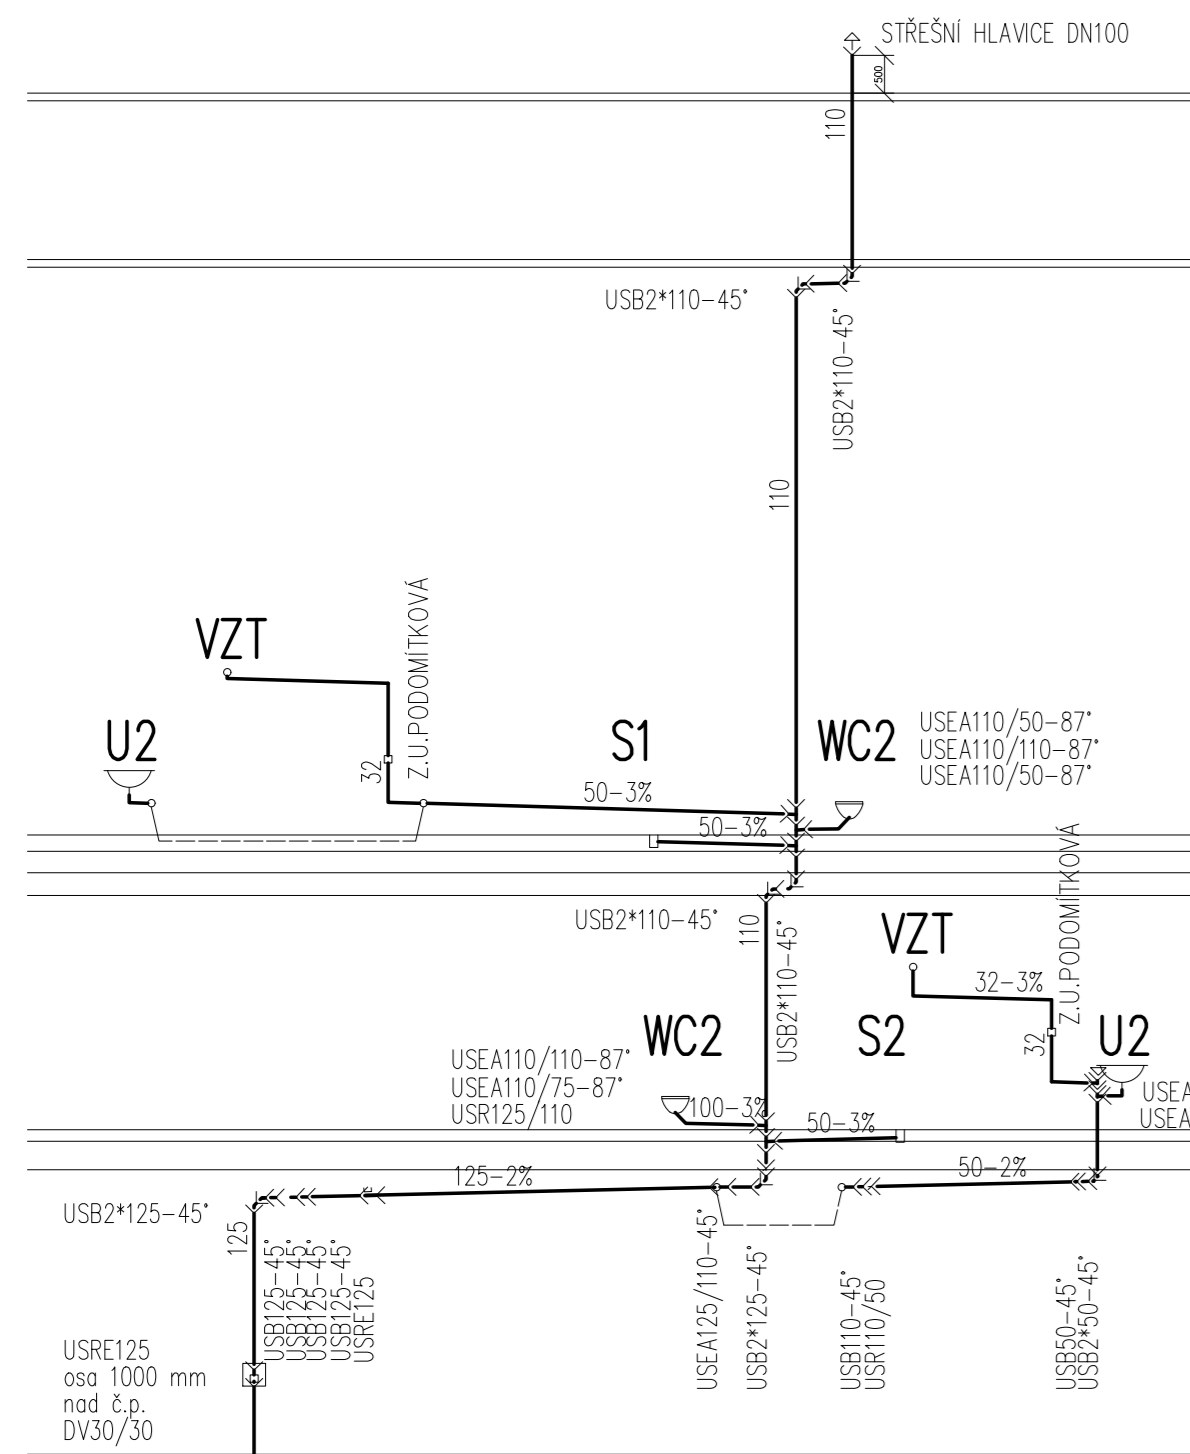 STŘEŠNÍ HLAVICE DN100
500
110
USB2*110-45°
USB2*110-45°
110
VZT
Z.U.PODOMÍTKOVÁ
U2
32
S1
WC2
USEA110/50-87°
USEA110/110-87°
USEA110/50-87°
50-3%
50-3%
USB2*110-45°
110
USB2*110-45°
VZT
Z.U.PODOMÍTKOVÁ
32-3%
32
U2
WC2
S2
USEA110/110-87°
USEA110/75-87°
USR125/110
100-3%
50-3%
USEA
USEA
125-2%
50-2%
USB2*125-45°
125
USB125-45°
USB125-45°
USB125-45°
USB125-45°
USRE125
USEA125/110-45°
USB2*125-45°
USB110-45°
USR110/50
USB50-45°
USB2*50-45°
USRE125
osa 1000 mm
nad č.p.
DV30/30